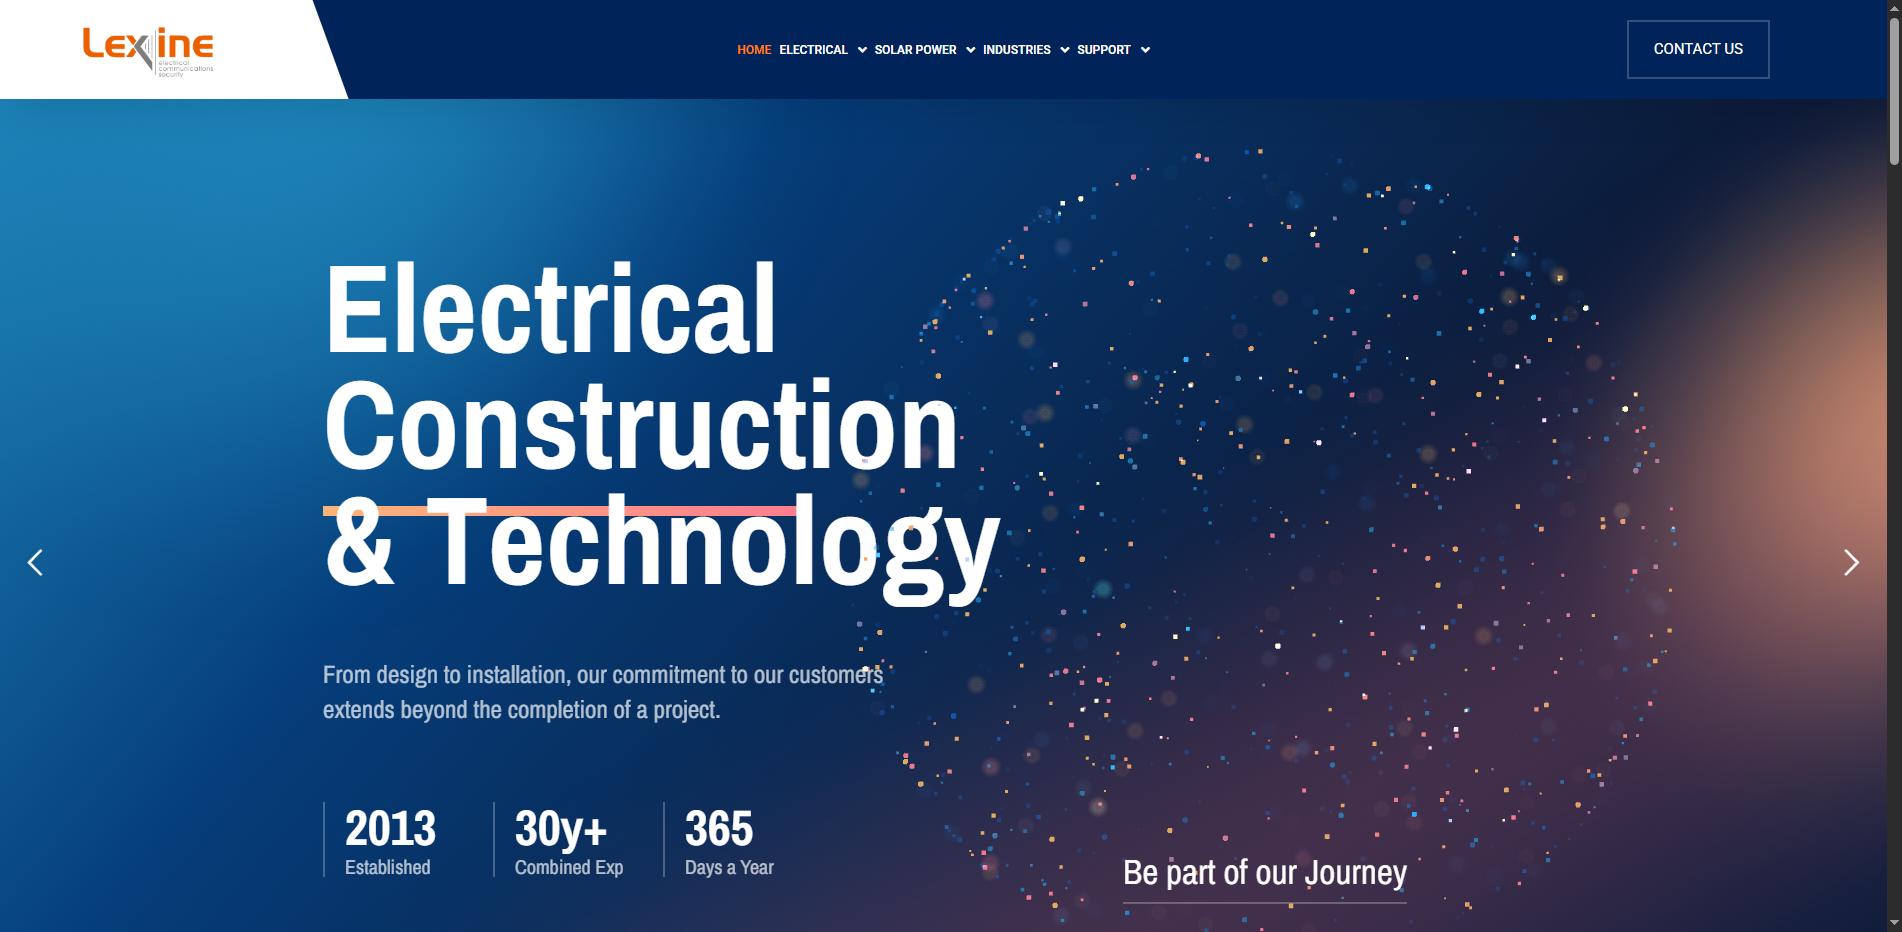 Lexine
electrical
communications
security
HOME ELECTRICAL SOLAR POWER INDUSTRIES SUPPORT
CONTACT US
Electrical
Construction
& Technology
From design to installation, our commitment to our customers
extends beyond the completion of a project.
2013 30y+ 365
Established Combined Exp Days a Year
Be part of our Journey